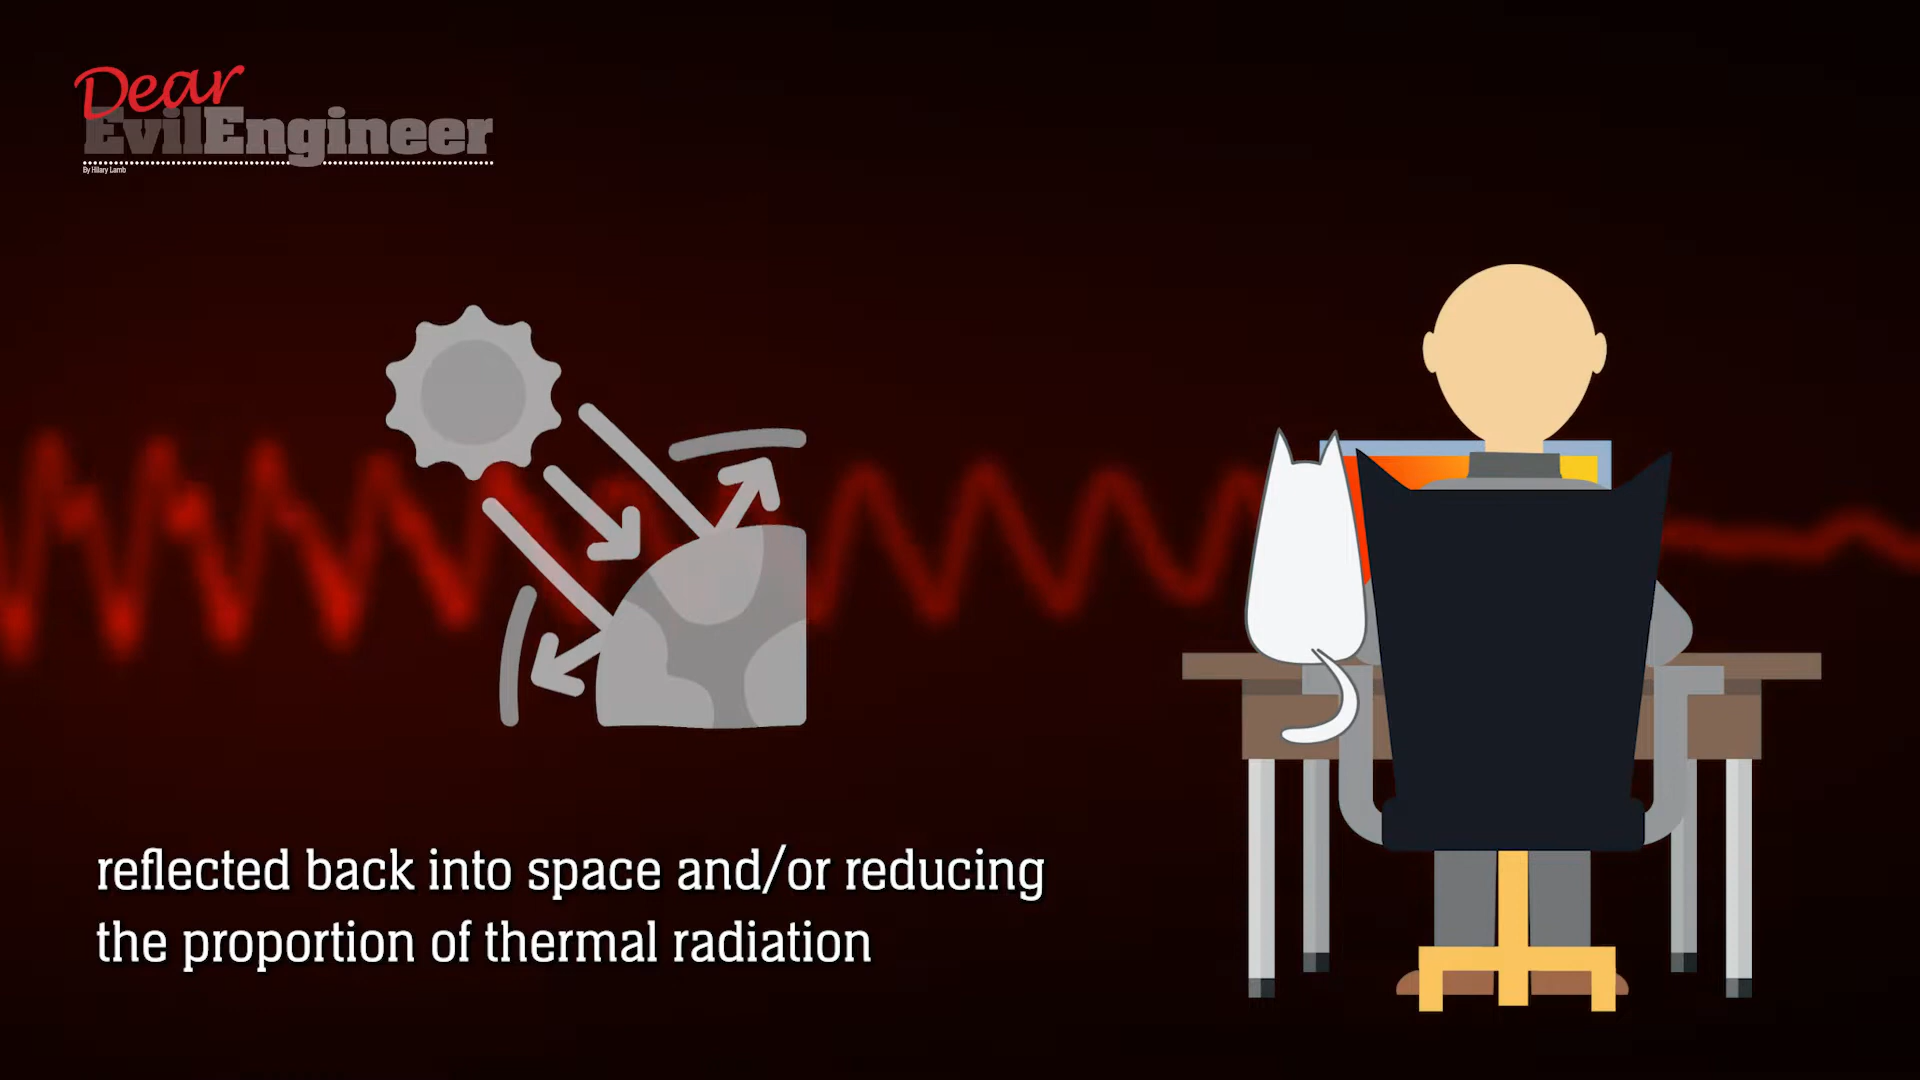 Dear
EvilEngineer
By Hilary Lamb
reflected back into space and/or reducing
the proportion of thermal radiation